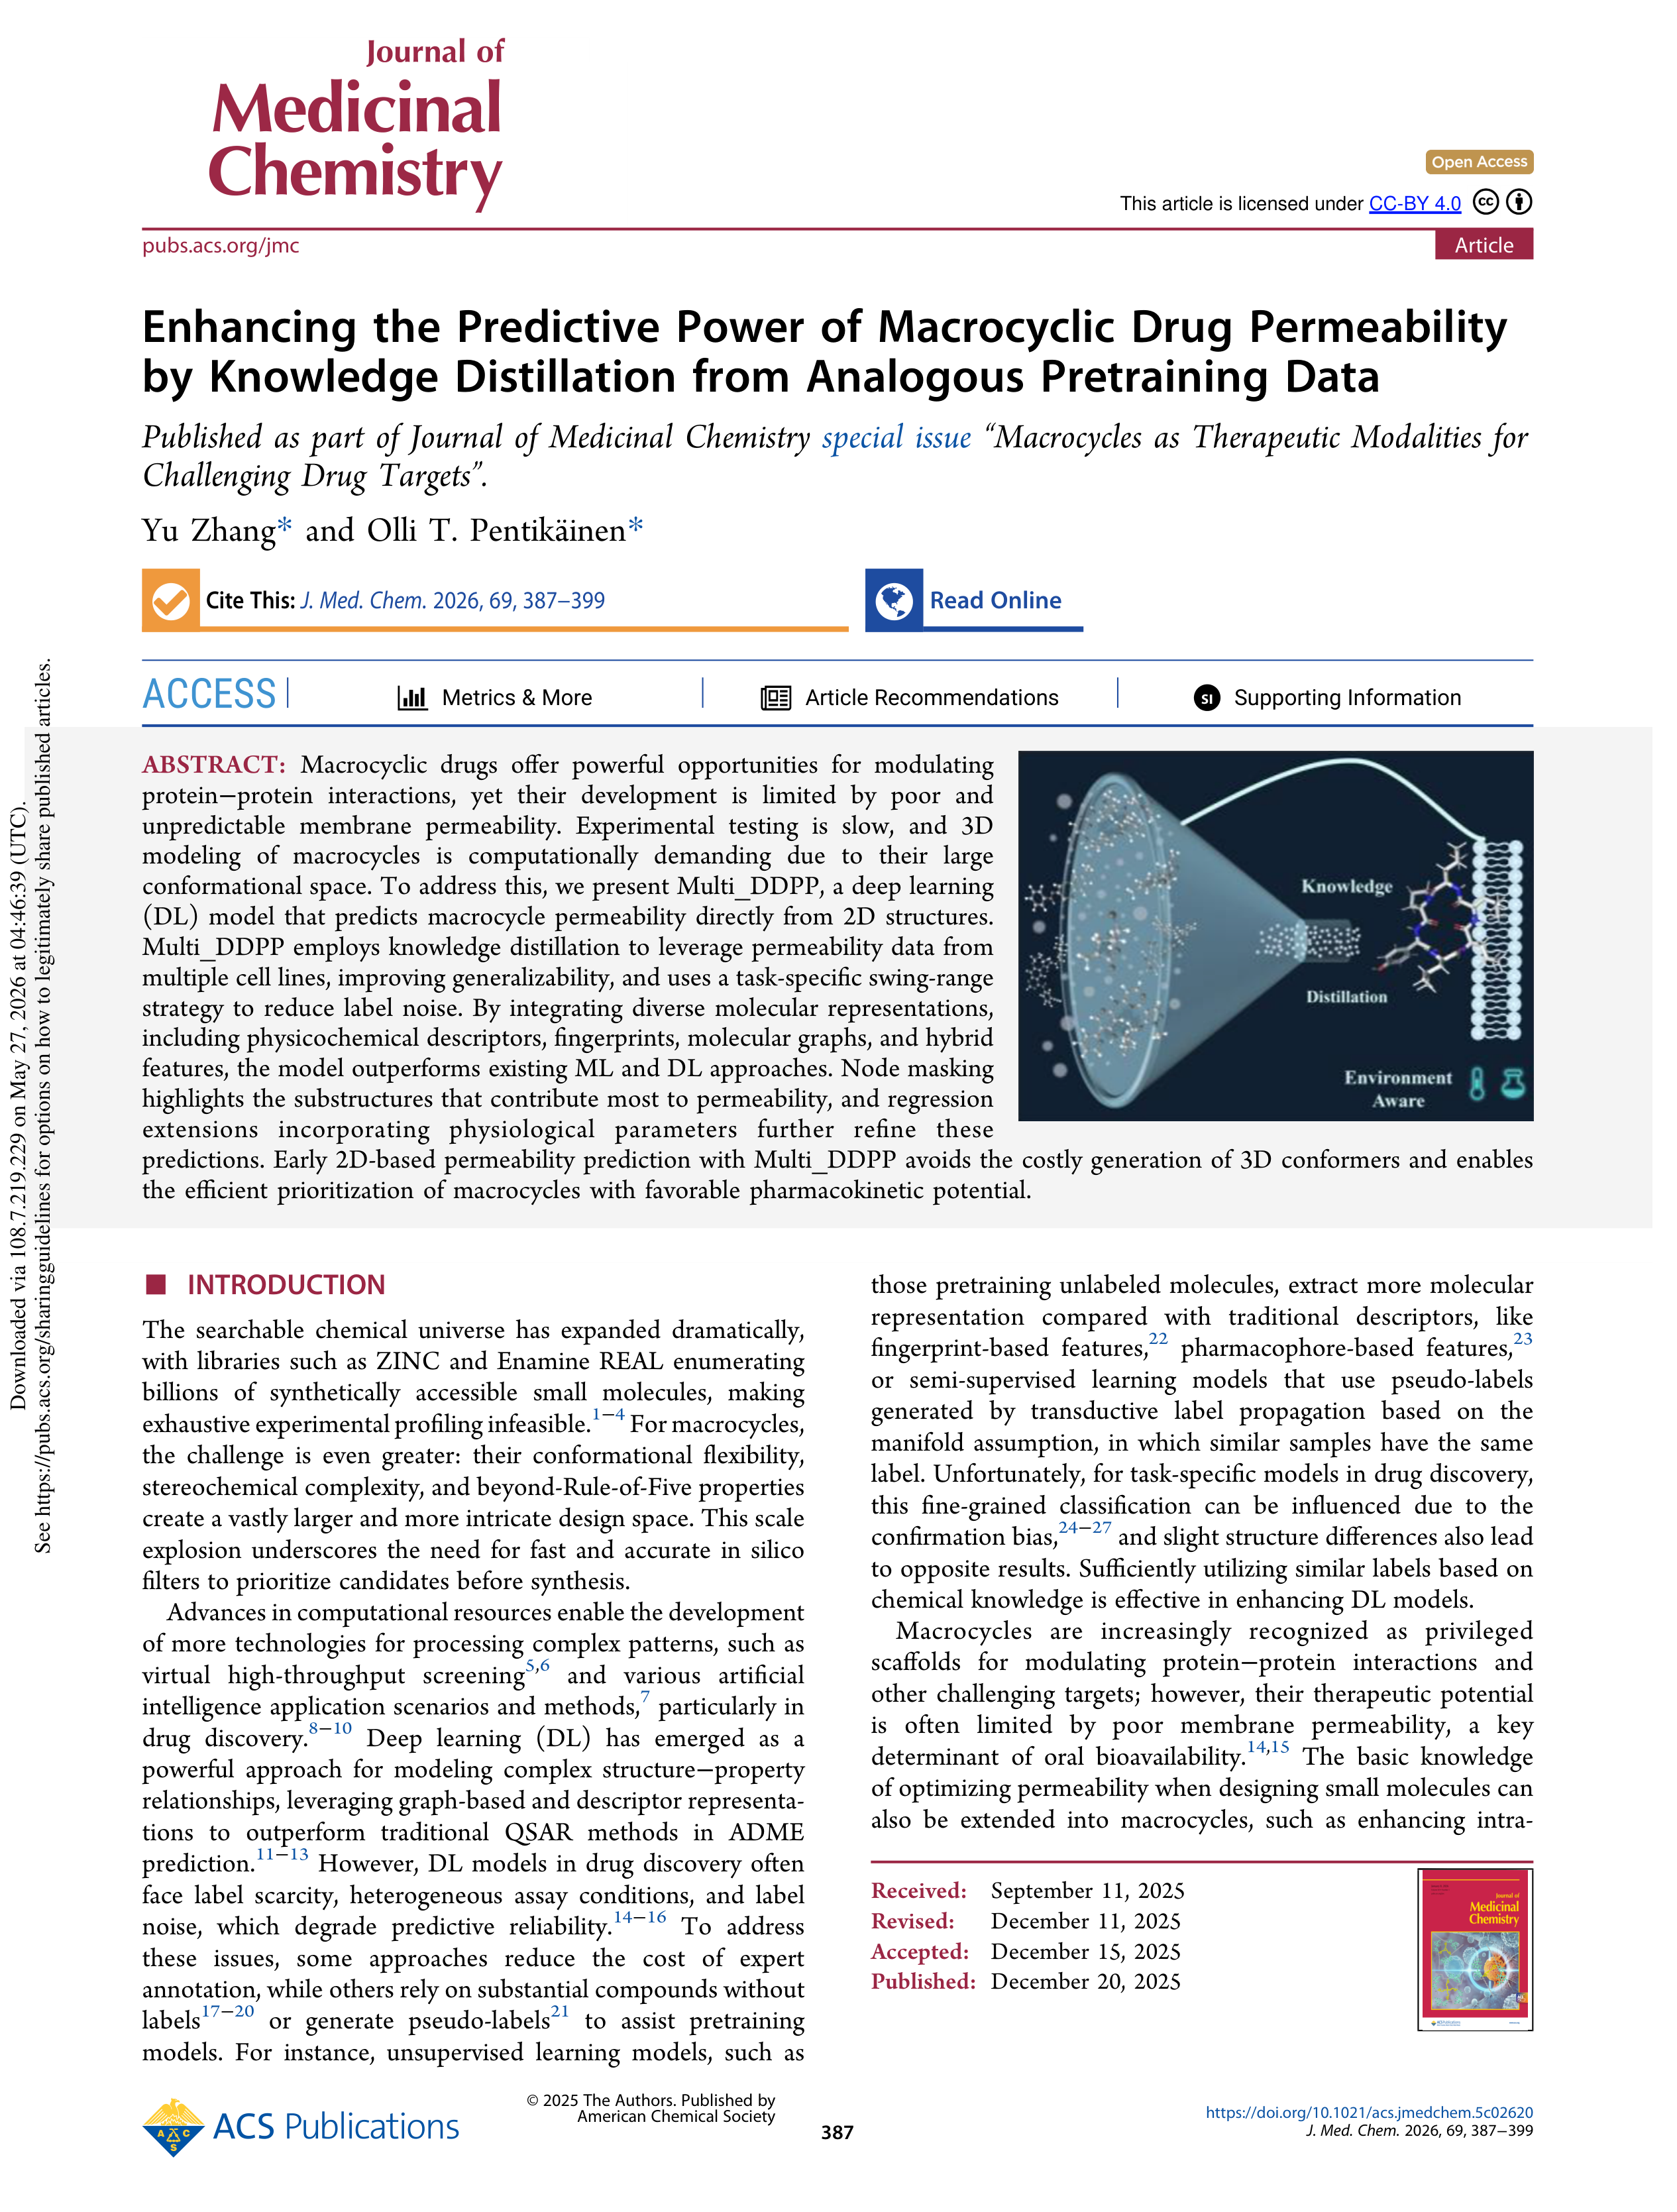 Journal of
Medicinal
Chemistry
Open Access
This article is licensed under CC-BY 4.0
pubs.acs.org/jmc
Article
Enhancing the Predictive Power of Macrocyclic Drug Permeability
by Knowledge Distillation from Analogous Pretraining Data
Published as part of Journal of Medicinal Chemistry special issue “Macrocycles as Therapeutic Modalities for
Challenging Drug Targets”.
Yu Zhang* and Olli T. Pentikäinen*
Cite This: J. Med. Chem. 2026, 69, 387–399
Read Online
ACCESS
Metrics & More
Article Recommendations
SI Supporting Information
ABSTRACT: Macrocyclic drugs offer powerful opportunities for modulating
protein−protein interactions, yet their development is limited by poor and
unpredictable membrane permeability. Experimental testing is slow, and 3D
modeling of macrocycles is computationally demanding due to their large
conformational space. To address this, we present Multi_DDPP, a deep learning
(DL) model that predicts macrocycle permeability directly from 2D structures.
Multi_DDPP employs knowledge distillation to leverage permeability data from
multiple cell lines, improving generalizability, and uses a task-specific swing-range
strategy to reduce label noise. By integrating diverse molecular representations,
including physicochemical descriptors, fingerprints, molecular graphs, and hybrid
features, the model outperforms existing ML and DL approaches. Node masking
highlights the substructures that contribute most to permeability, and regression
extensions incorporating physiological parameters further refine these
predictions. Early 2D-based permeability prediction with Multi_DDPP avoids the costly generation of 3D conformers and enables
the efficient prioritization of macrocycles with favorable pharmacokinetic potential.
Knowledge
Distillation
Environment
Aware
INTRODUCTION
The searchable chemical universe has expanded dramatically,
with libraries such as ZINC and Enamine REAL enumerating
billions of synthetically accessible small molecules, making
exhaustive experimental profiling infeasible.1−4 For macrocycles,
the challenge is even greater: their conformational flexibility,
stereochemical complexity, and beyond-Rule-of-Five properties
create a vastly larger and more intricate design space. This scale
explosion underscores the need for fast and accurate in silico
filters to prioritize candidates before synthesis.
Advances in computational resources enable the development
of more technologies for processing complex patterns, such as
virtual high-throughput screening5,6 and various artificial
intelligence application scenarios and methods,7 particularly in
drug discovery.8−10 Deep learning (DL) has emerged as a
powerful approach for modeling complex structure−property
relationships, leveraging graph-based and descriptor representa-
tions to outperform traditional QSAR methods in ADME
prediction.11−13 However, DL models in drug discovery often
face label scarcity, heterogeneous assay conditions, and label
noise, which degrade predictive reliability.14−16 To address
these issues, some approaches reduce the cost of expert
annotation, while others rely on substantial compounds without
labels17−20 or generate pseudo-labels21 to assist pretraining
models. For instance, unsupervised learning models, such as
those pretraining unlabeled molecules, extract more molecular
representation compared with traditional descriptors, like
fingerprint-based features,22 pharmacophore-based features,23
or semi-supervised learning models that use pseudo-labels
generated by transductive label propagation based on the
manifold assumption, in which similar samples have the same
label. Unfortunately, for task-specific models in drug discovery,
this fine-grained classification can be influenced due to the
confirmation bias,24−27 and slight structure differences also lead
to opposite results. Sufficiently utilizing similar labels based on
chemical knowledge is effective in enhancing DL models.
Macrocycles are increasingly recognized as privileged
scaffolds for modulating protein−protein interactions and
other challenging targets; however, their therapeutic potential
is often limited by poor membrane permeability, a key
determinant of oral bioavailability.14,15 The basic knowledge
of optimizing permeability when designing small molecules can
also be extended into macrocycles, such as enhancing intra-
Received: September 11, 2025
Revised: December 11, 2025
Accepted: December 15, 2025
Published: December 20, 2025
Journal of
Medicinal
Chemistry
ACS Publications
© 2025 The Authors. Published by
American Chemical Society
387
https://doi.org/10.1021/acs.jmedchem.5c02620
J. Med. Chem. 2026, 69, 387−399
Downloaded via 108.7.219.229 on May 27, 2026 at 04:46:39 (UTC).
See https://pubs.acs.org/sharingguidelines for options on how to legitimately share published articles.